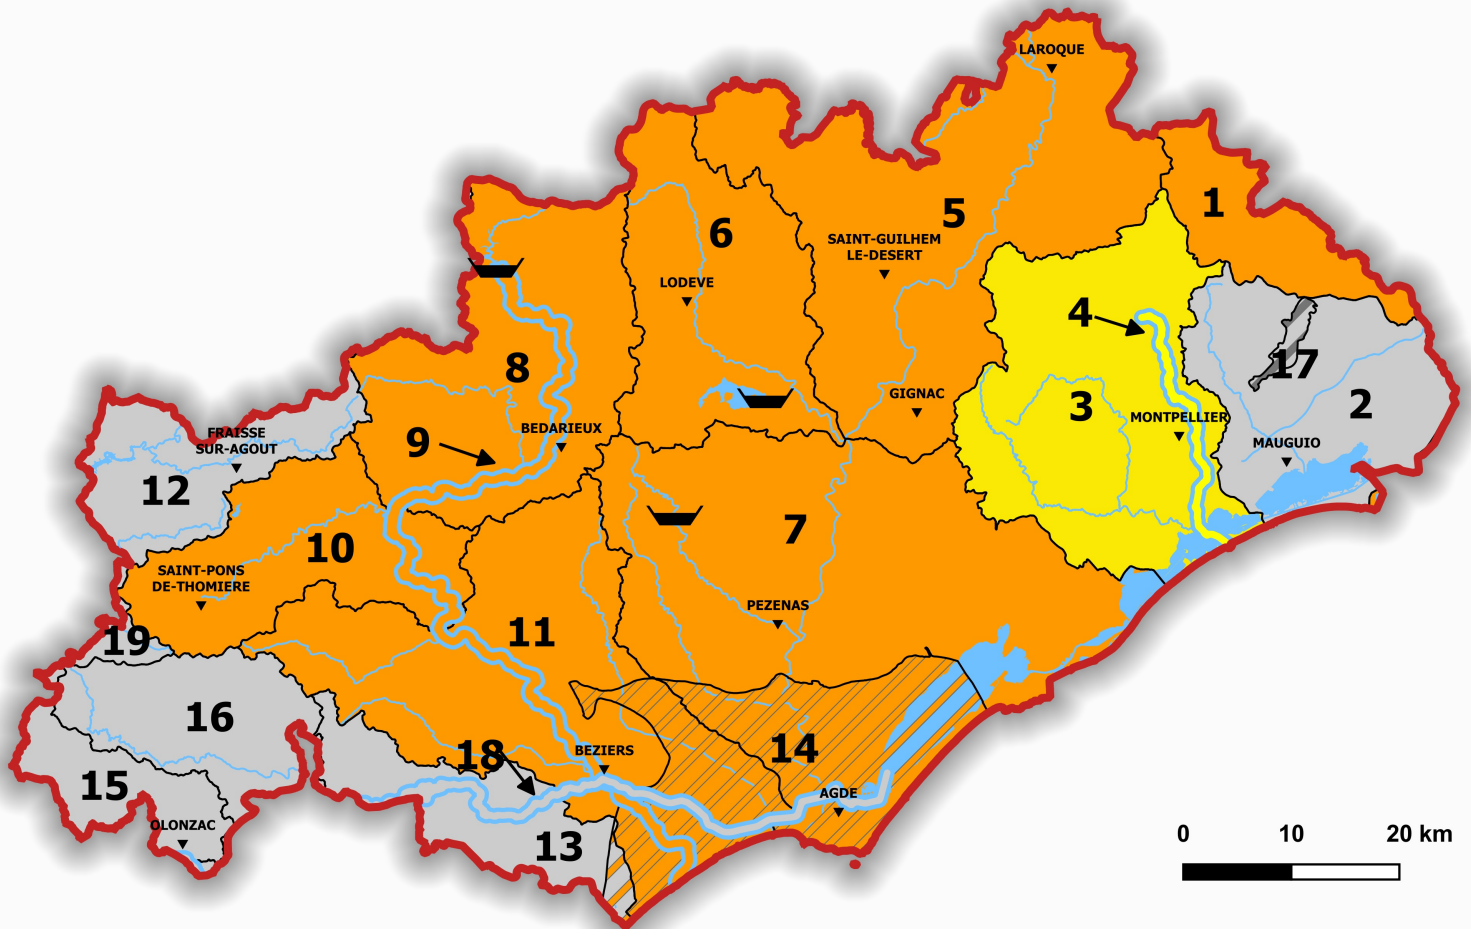 LAROQUE
1
5
6
SAINT-GUILHEM
LE-DESERT
LODEVE
4
8
17
GIGNAC
3
2
MONTPELLIER
BEDARIEUX
9
MAUGUIO
FRAISSE
SUR-AGOUT
12
7
10
SAINT-PONS
DE-THOMIERE
PEZENAS
11
19
16
14
18
BEZIERS
15
AGDE
OLONZAC
13
0 10 20 km